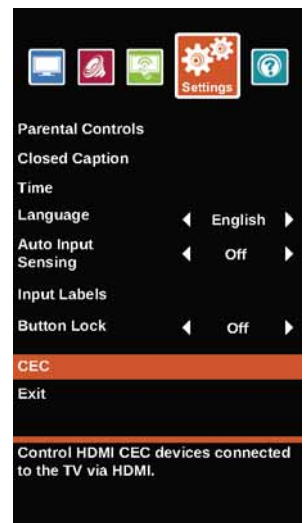 Settings
Parental Controls
Closed Caption
Time
Language English
Auto Input
Sensing Off
Input Labels
Button Lock Off
CEC
Exit
Control HDMI CEC devices connected
to the TV via HDMI.